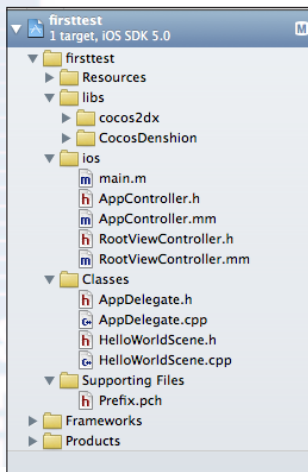 firsttest
1 target, iOS SDK 5.0
M
firsttest
Resources
libs
cocos2dx
CocosDenshion
ios
m main.m
h AppController.h
m AppController.mm
h RootViewController.h
m RootViewController.mm
Classes
h AppDelegate.h
c+ AppDelegate.cpp
h HelloWorldScene.h
c+ HelloWorldScene.cpp
Supporting Files
h Prefix.pch
Frameworks
Products